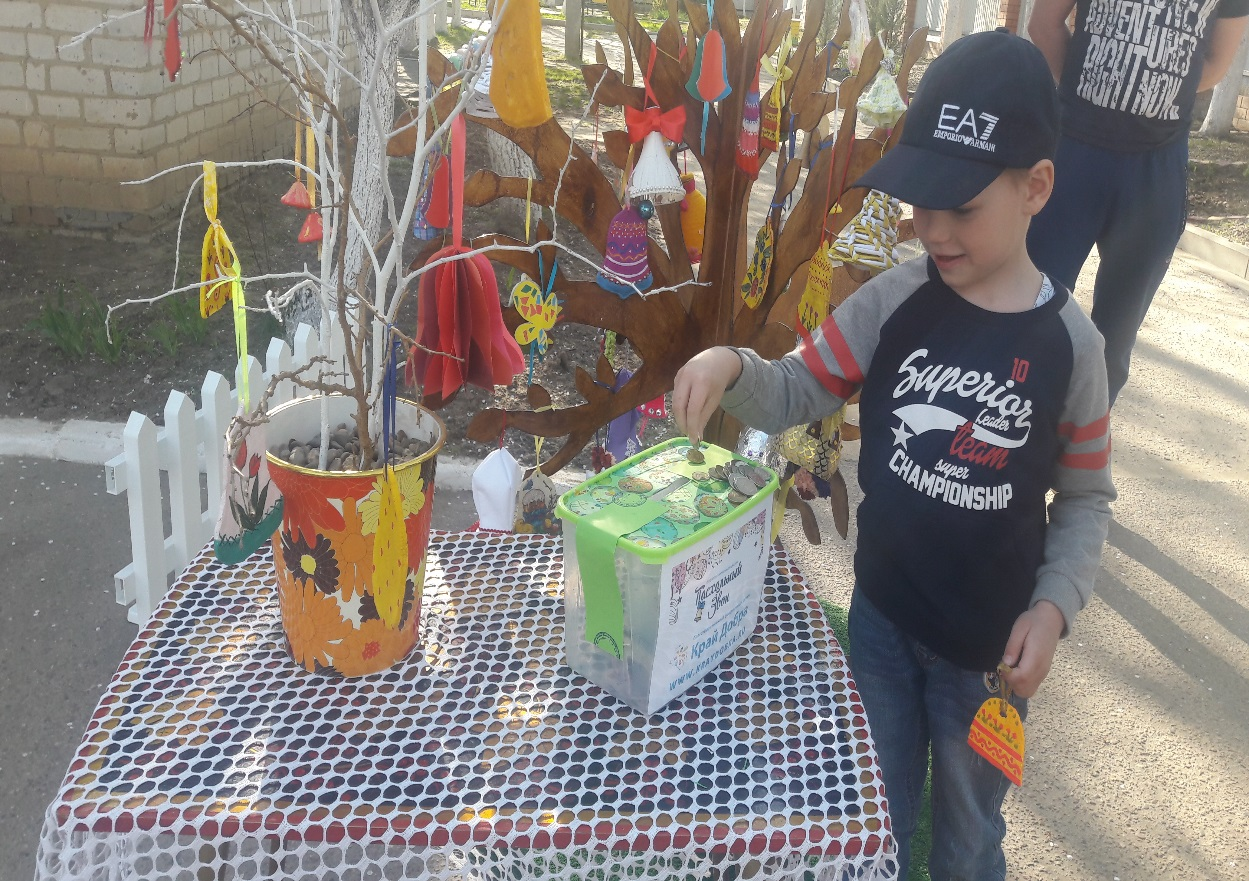 EA7
EMPORIO ARMANI
ADVENTURES
RIGHT NOW.
Superior
10
Leader
team
super
CHAMPIONSHIP
Пасхальный
Звон
Край Добра